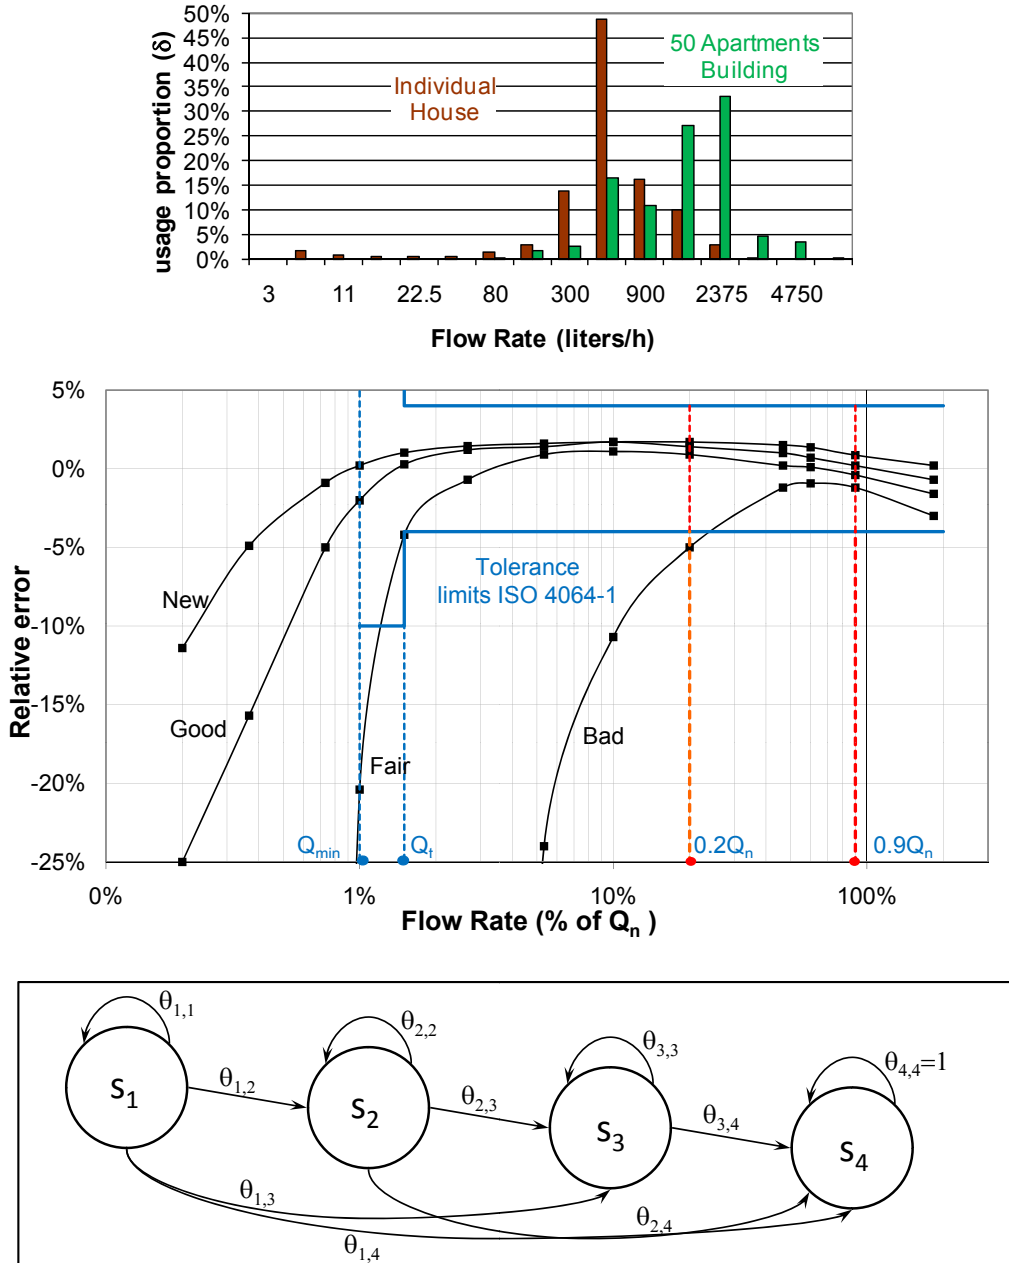 50%
45%
40%
35%
30%
25%
20%
15%
10%
5%
0%
usage proportion (δ)
Individual
House
50 Apartments
Building
3 11 22.5 80 300 900 2375 4750
Flow Rate (liters/h)
5%
0%
-5%
-10%
-15%
-20%
-25%
Relative error
New
Good
Fair
Bad
Tolerance
limits ISO 4064-1
Qmin
Qt
0.2Qn
0.9Qn
0% 1% 10% 100%
Flow Rate (% of Qn )
θ1,1
θ2,2
θ3,3
θ4,4=1
s1
θ1,2
s2
θ2,3
s3
θ3,4
s4
θ1,3
θ2,4
θ1,4